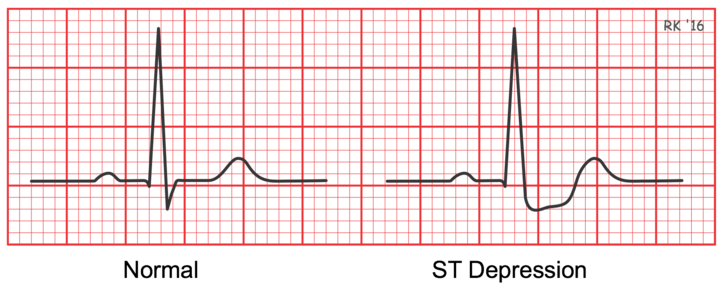 RK '16
Normal
ST Depression